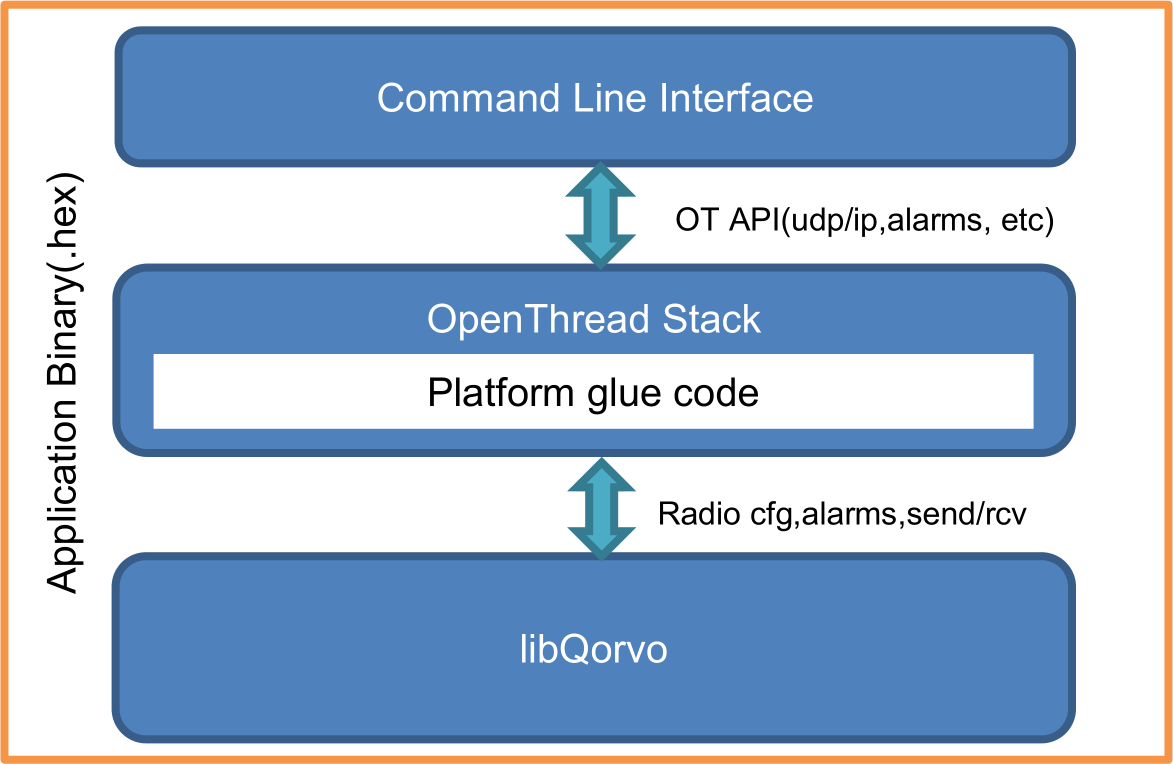 Command Line Interface
OT API(udp/ip,alarms, etc)
Application Binary(.hex)
OpenThread Stack
Platform glue code
Radio cfg,alarms,send/rcv
libQorvo